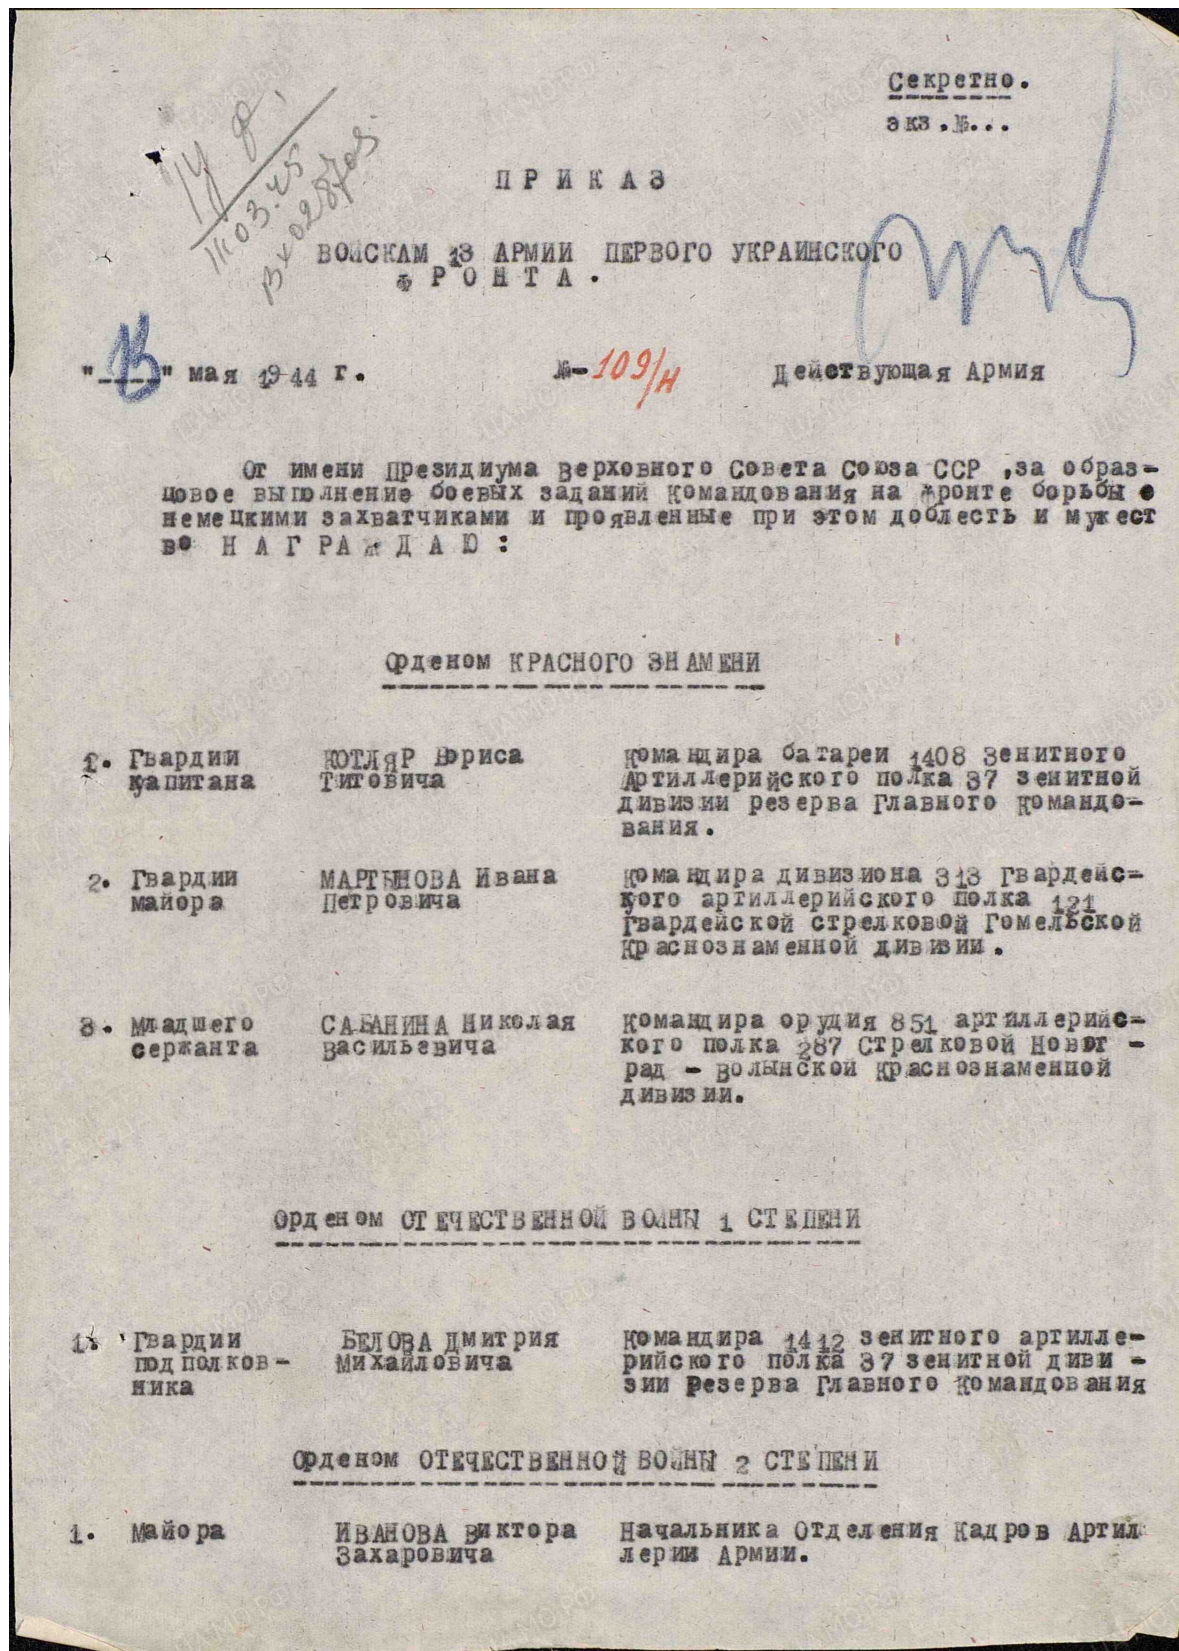 Секретно.
экз.№...
ПРИКАЗ
ВОЙСКАМ 13 АРМИИ ПЕРВОГО УКРАИНСКОГО
ФРОНТА.
"13" мая 1944 г. №-109/н Действующая Армия
От имени Президиума Верховного Совета Союза ССР ,за образ-
цовое выполнение боевых заданий Командования на фронте борьбы с
немецкими захватчиками и проявленные при этом доблесть и мужест
во НАГРАЖДАЮ:
Орденом КРАСНОГО ЗНАМЕНИ
1. Гвардии КОТЛЯР Бориса Командира батареи 1408 Зенитного
капитана Титовича Артиллерийского полка 37 зенитной
дивизии резерва Главного Командо-
вания.
2. Гвардии МАРТЫНОВА Ивана Командира дивизиона 313 Гвардейс-
майора Петровича кого артиллерийского полка 121
Гвардейской стрелковой Гомельской
Краснознаменной дивизии.
3. Младшего САБАНИНА Николая Командира орудия 851 артиллерийс-
сержанта Васильевича кого полка 287 Стрелковой Новог -
рад - Волынской Краснознаменной
дивизии.
Орденом ОТЕЧЕСТВЕННОЙ ВОЙНЫ 1 СТЕПЕНИ
1. Гвардии БЕЛОВА Дмитрия Командира 1412 зенитного артилле-
подполков- Михайловича рийского полка 37 зенитной диви -
ника зии Резерва Главного Командования
Орденом ОТЕЧЕСТВЕННОЙ ВОЙНЫ 2 СТЕПЕНИ
1. Майора ИВАНОВА Виктора Начальника Отделения Кадров Артил
Захаровича лерии Армии.